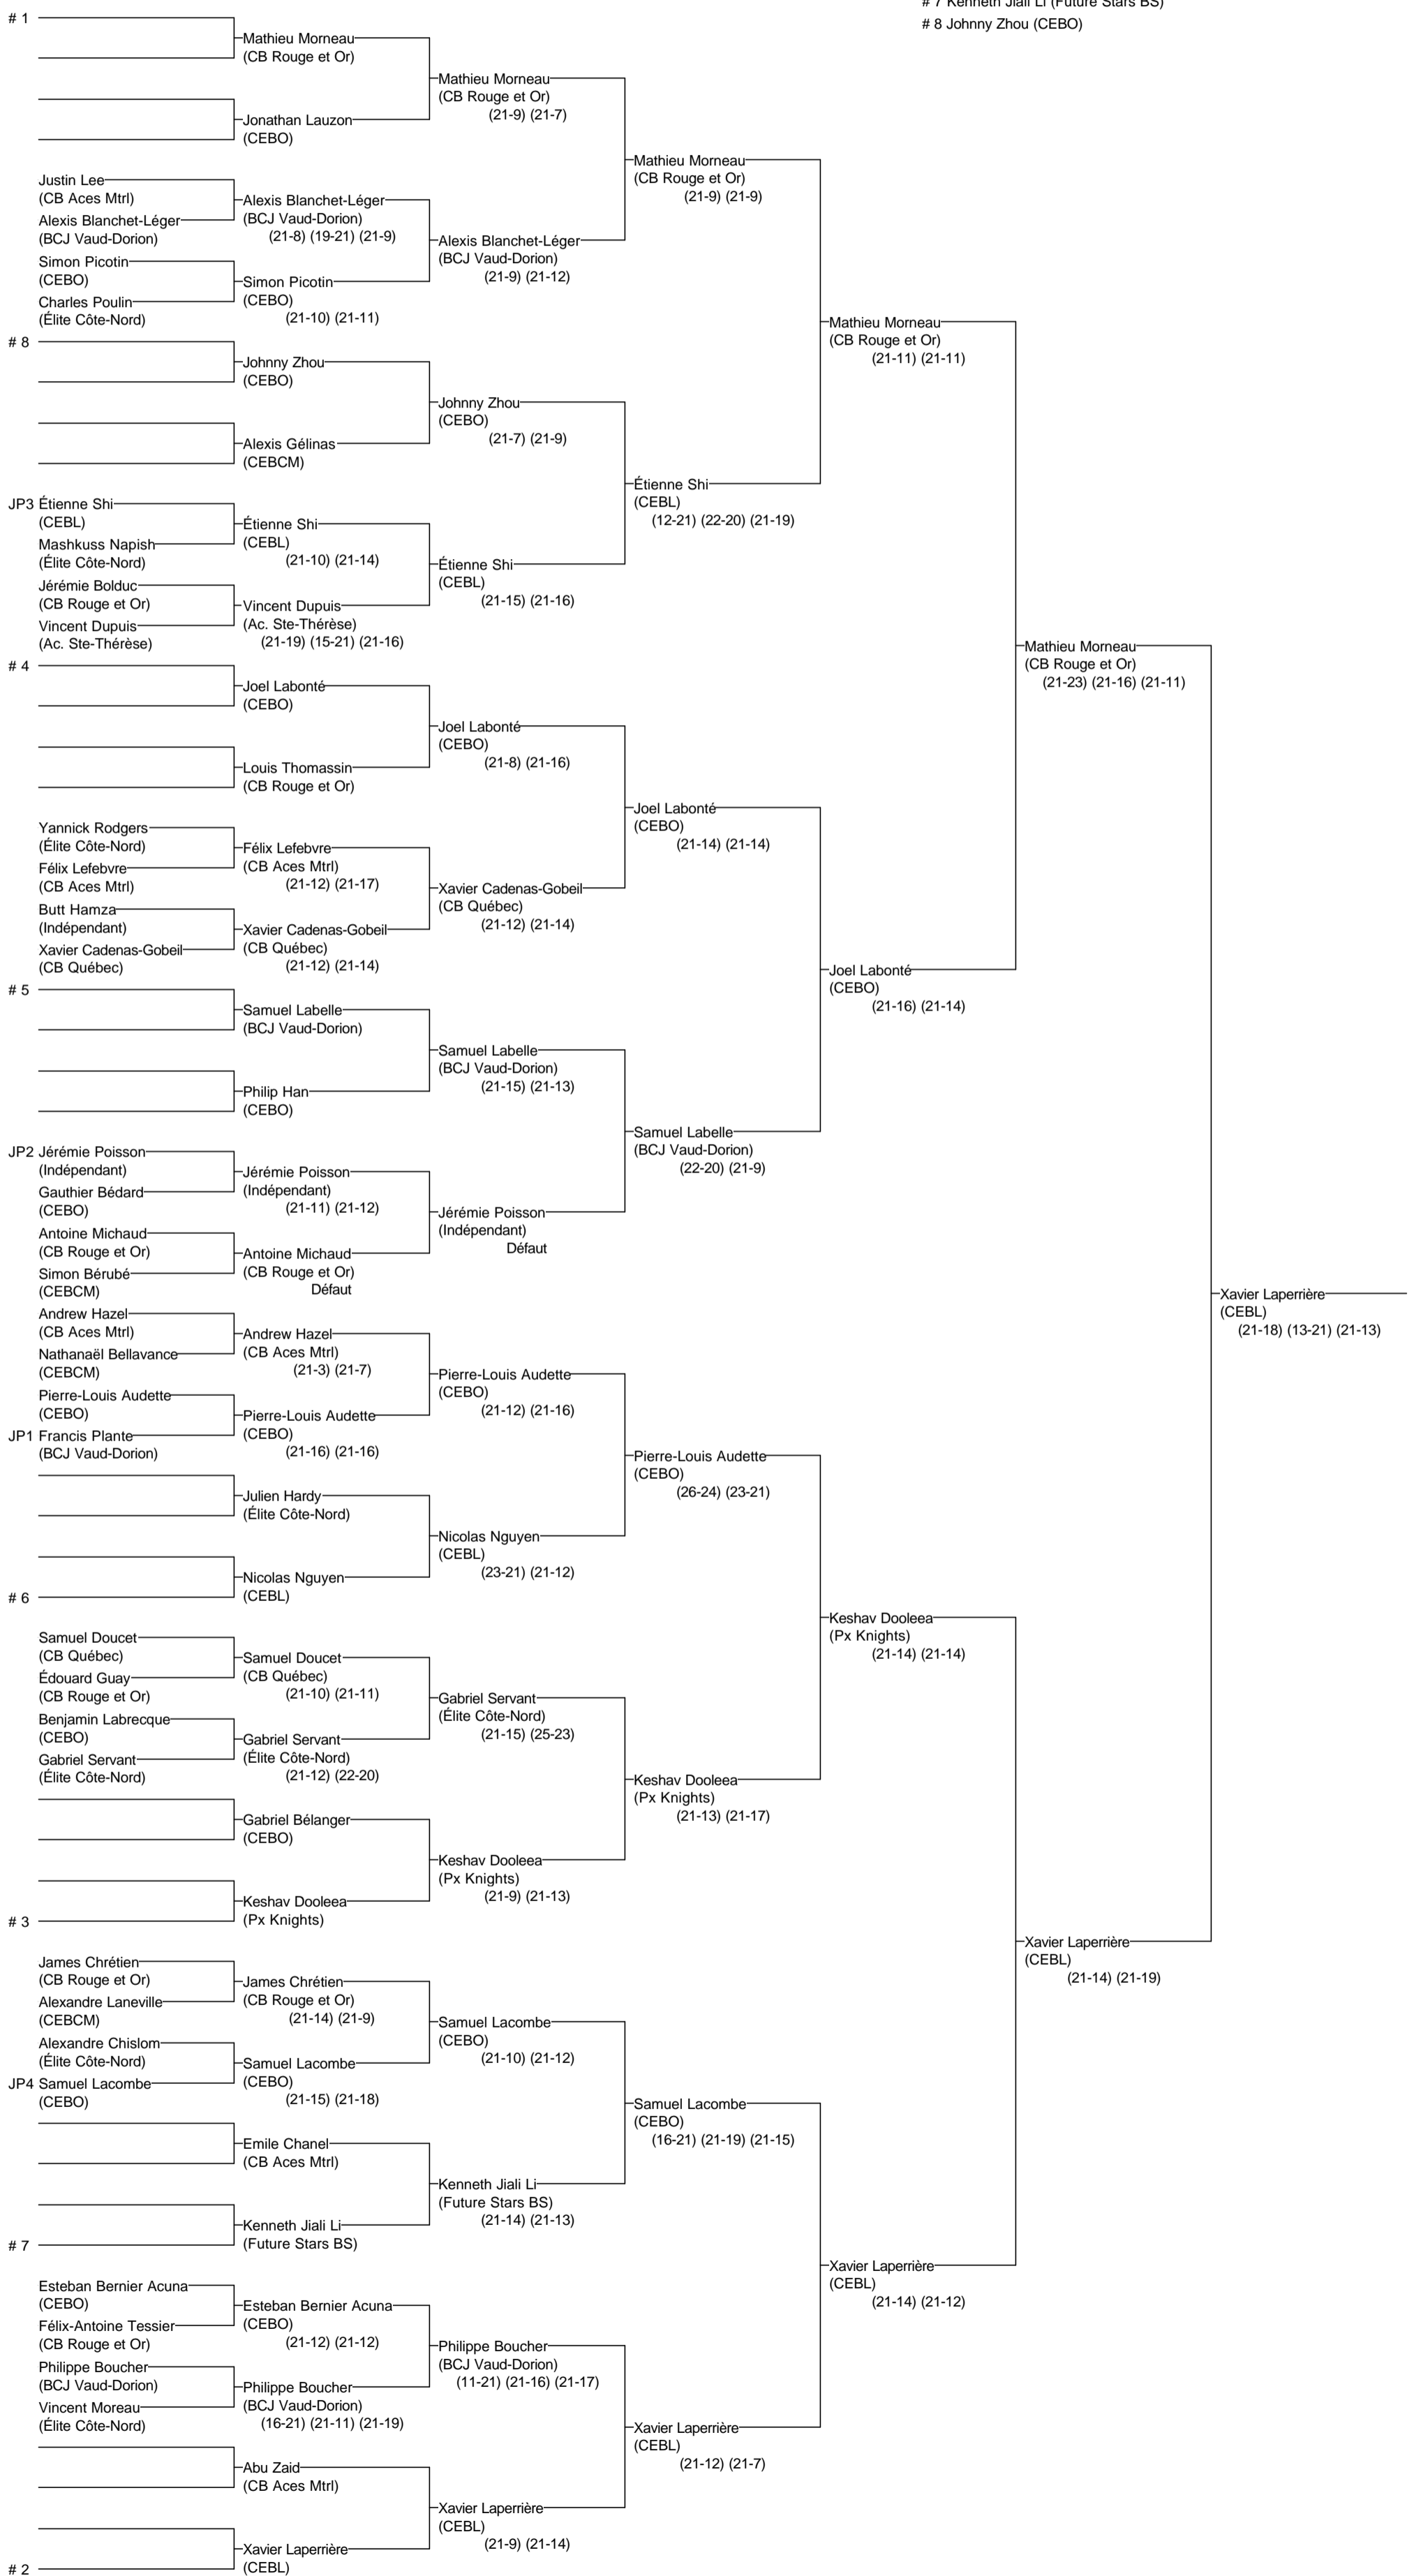 # 7 Kenneth Jiali Li (Future Stars BS)
# 8 Johnny Zhou (CEBO)
# 1
Mathieu Morneau
(CB Rouge et Or)
Mathieu Morneau
(CB Rouge et Or)
(21-9) (21-7)
Jonathan Lauzon
(CEBO)
Mathieu Morneau
(CB Rouge et Or)
(21-9) (21-9)
Justin Lee
(CB Aces Mtrl)
Alexis Blanchet-Léger
(BCJ Vaud-Dorion)
(21-8) (19-21) (21-9)
Alexis Blanchet-Léger
(BCJ Vaud-Dorion)
Alexis Blanchet-Léger
(BCJ Vaud-Dorion)
(21-9) (21-12)
Simon Picotin
(CEBO)
Simon Picotin
(CEBO)
(21-10) (21-11)
Charles Poulin
(Élite Côte-Nord)
Mathieu Morneau
(CB Rouge et Or)
(21-11) (21-11)
# 8
Johnny Zhou
(CEBO)
Johnny Zhou
(CEBO)
(21-7) (21-9)
Alexis Gélinas
(CEBCM)
Étienne Shi
(CEBL)
(12-21) (22-20) (21-19)
JP3 Étienne Shi
(CEBL)
Étienne Shi
(CEBL)
(21-10) (21-14)
Mashkuss Napish
(Élite Côte-Nord)
Étienne Shi
(CEBL)
(21-15) (21-16)
Jérémie Bolduc
(CB Rouge et Or)
Vincent Dupuis
(Ac. Ste-Thérèse)
(21-19) (15-21) (21-16)
Vincent Dupuis
(Ac. Ste-Thérèse)
Mathieu Morneau
(CB Rouge et Or)
(21-23) (21-16) (21-11)
# 4
Joel Labonté
(CEBO)
Joel Labonté
(CEBO)
(21-8) (21-16)
Louis Thomassin
(CB Rouge et Or)
Joel Labonté
(CEBO)
(21-14) (21-14)
Yannick Rodgers
(Élite Côte-Nord)
Félix Lefebvre
(CB Aces Mtrl)
(21-12) (21-17)
Félix Lefebvre
(CB Aces Mtrl)
Xavier Cadenas-Gobeil
(CB Québec)
(21-12) (21-14)
Butt Hamza
(Indépendant)
Xavier Cadenas-Gobeil
(CB Québec)
(21-12) (21-14)
Xavier Cadenas-Gobeil
(CB Québec)
Joel Labonté
(CEBO)
(21-16) (21-14)
# 5
Samuel Labelle
(BCJ Vaud-Dorion)
Samuel Labelle
(BCJ Vaud-Dorion)
(21-15) (21-13)
Philip Han
(CEBO)
Samuel Labelle
(BCJ Vaud-Dorion)
(22-20) (21-9)
JP2 Jérémie Poisson
(Indépendant)
Jérémie Poisson
(Indépendant)
(21-11) (21-12)
Gauthier Bédard
(CEBO)
Jérémie Poisson
(Indépendant)
Défaut
Antoine Michaud
(CB Rouge et Or)
Antoine Michaud
(CB Rouge et Or)
Défaut
Simon Bérubé
(CEBCM)
Xavier Laperrière
(CEBL)
(21-18) (13-21) (21-13)
Andrew Hazel
(CB Aces Mtrl)
Andrew Hazel
(CB Aces Mtrl)
(21-3) (21-7)
Nathanaël Bellavance
(CEBCM)
Pierre-Louis Audette
(CEBO)
(21-12) (21-16)
Pierre-Louis Audette
(CEBO)
Pierre-Louis Audette
(CEBO)
(21-16) (21-16)
JP1 Francis Plante
(BCJ Vaud-Dorion)
Pierre-Louis Audette
(CEBO)
(26-24) (23-21)
Julien Hardy
(Élite Côte-Nord)
Nicolas Nguyen
(CEBL)
(23-21) (21-12)
Nicolas Nguyen
(CEBL)
# 6
Keshav Dooleea
(Px Knights)
(21-14) (21-14)
Samuel Doucet
(CB Québec)
Samuel Doucet
(CB Québec)
(21-10) (21-11)
Édouard Guay
(CB Rouge et Or)
Gabriel Servant
(Élite Côte-Nord)
(21-15) (25-23)
Benjamin Labrecque
(CEBO)
Gabriel Servant
(Élite Côte-Nord)
(21-12) (22-20)
Gabriel Servant
(Élite Côte-Nord)
Keshav Dooleea
(Px Knights)
(21-13) (21-17)
Gabriel Bélanger
(CEBO)
Keshav Dooleea
(Px Knights)
(21-9) (21-13)
Keshav Dooleea
(Px Knights)
# 3
Xavier Laperrière
(CEBL)
(21-14) (21-19)
James Chrétien
(CB Rouge et Or)
James Chrétien
(CB Rouge et Or)
(21-14) (21-9)
Alexandre Laneville
(CEBCM)
Samuel Lacombe
(CEBO)
(21-10) (21-12)
Alexandre Chislom
(Élite Côte-Nord)
Samuel Lacombe
(CEBO)
(21-15) (21-18)
JP4 Samuel Lacombe
(CEBO)
Samuel Lacombe
(CEBO)
(16-21) (21-19) (21-15)
Emile Chanel
(CB Aces Mtrl)
Kenneth Jiali Li
(Future Stars BS)
(21-14) (21-13)
Kenneth Jiali Li
(Future Stars BS)
# 7
Xavier Laperrière
(CEBL)
(21-14) (21-12)
Esteban Bernier Acuna
(CEBO)
Esteban Bernier Acuna
(CEBO)
(21-12) (21-12)
Félix-Antoine Tessier
(CB Rouge et Or)
Philippe Boucher
(BCJ Vaud-Dorion)
(11-21) (21-16) (21-17)
Philippe Boucher
(BCJ Vaud-Dorion)
Philippe Boucher
(BCJ Vaud-Dorion)
(16-21) (21-11) (21-19)
Vincent Moreau
(Élite Côte-Nord)
Xavier Laperrière
(CEBL)
(21-12) (21-7)
Abu Zaid
(CB Aces Mtrl)
Xavier Laperrière
(CEBL)
(21-9) (21-14)
Xavier Laperrière
(CEBL)
# 2